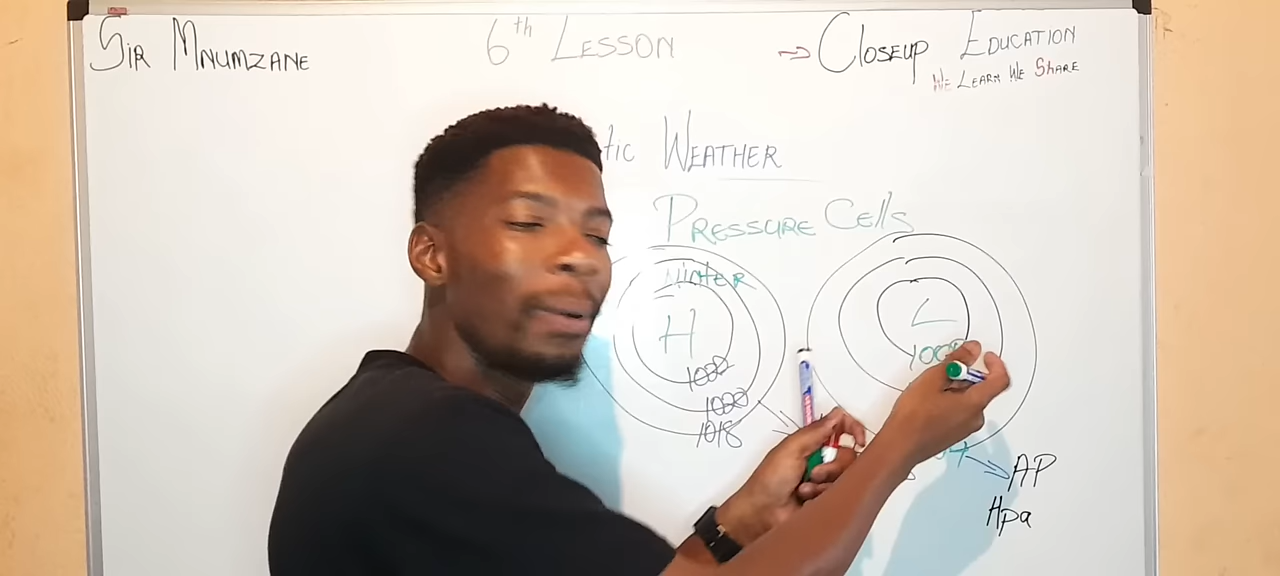 Sir Mnumzane
6th Lesson
→ Closeup Education
We Learn We Share
tic Weather
Pressure Cells
Winter
H
1022
1020
1018
L
AP
Hpa